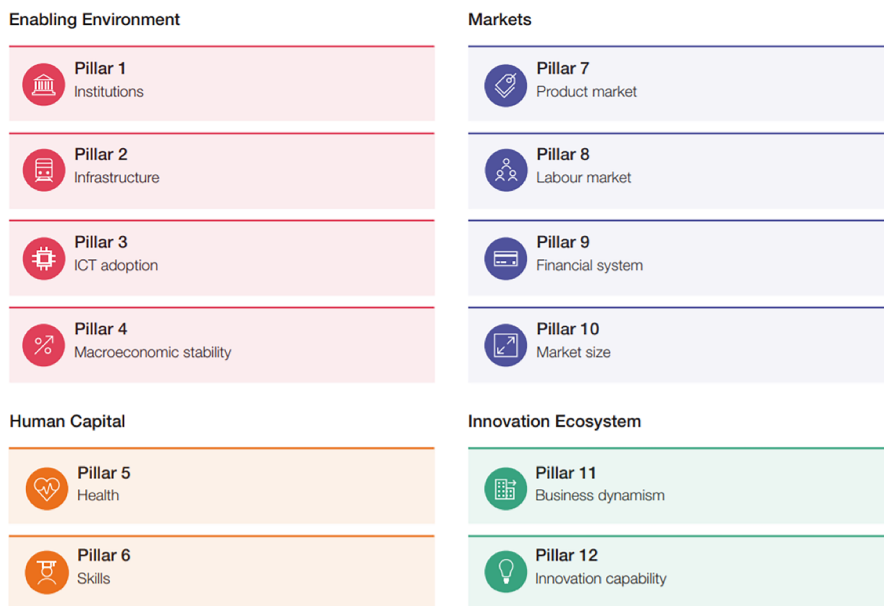 Enabling Environment
Pillar 1
Institutions
Pillar 2
Infrastructure
Pillar 3
ICT adoption
Pillar 4
Macroeconomic stability
Markets
Pillar 7
Product market
Pillar 8
Labour market
Pillar 9
Financial system
Pillar 10
Market size
Human Capital
Pillar 5
Health
Pillar 6
Skills
Innovation Ecosystem
Pillar 11
Business dynamism
Pillar 12
Innovation capability